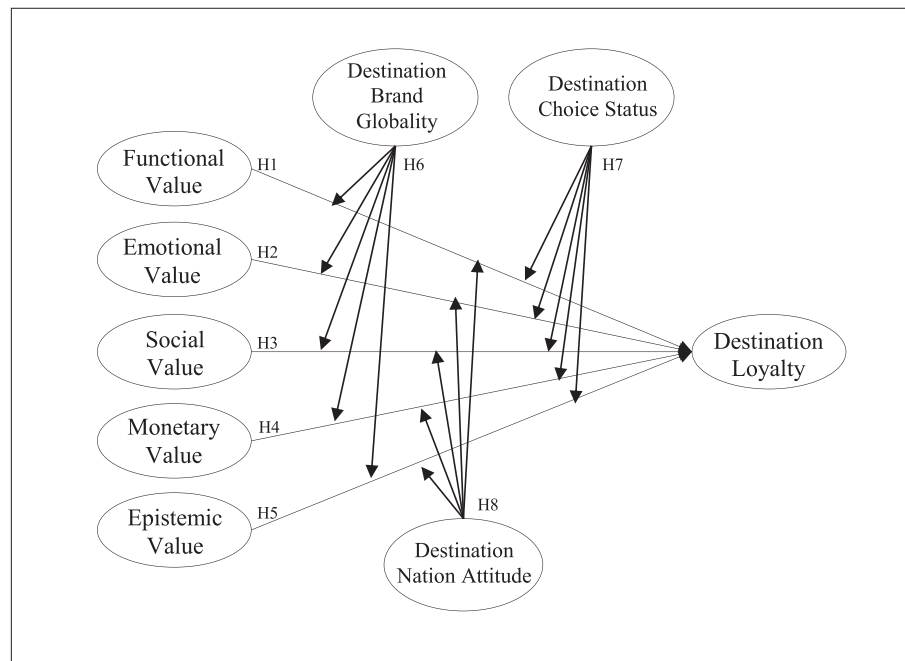 Destination
Brand
Globality
Destination
Choice Status
Functional
Value
H1
H6
H7
Emotional
Value
H2
Social
Value
H3
Destination
Loyalty
Monetary
Value
H4
Epistemic
Value
H5
H8
Destination
Nation Attitude